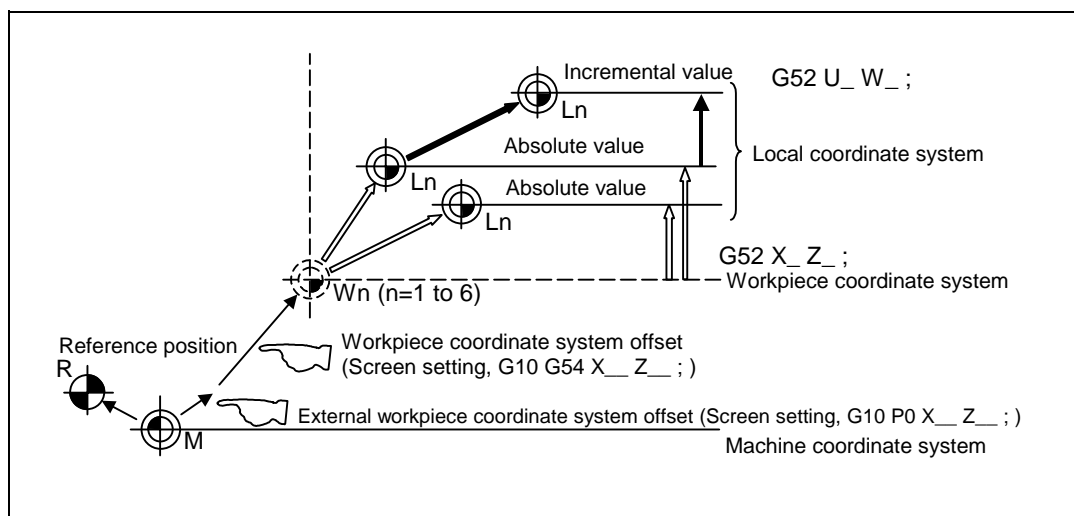 Incremental value
G52 U_ W_ ;
Ln
Absolute value
Local coordinate system
Ln
Absolute value
Ln
G52 X_ Z_ ;
Workpiece coordinate system
Wn (n=1 to 6)
Reference position
R
Workpiece coordinate system offset
(Screen setting, G10 G54 X__ Z__ ; )
External workpiece coordinate system offset (Screen setting, G10 P0 X__ Z__ ; )
M
Machine coordinate system